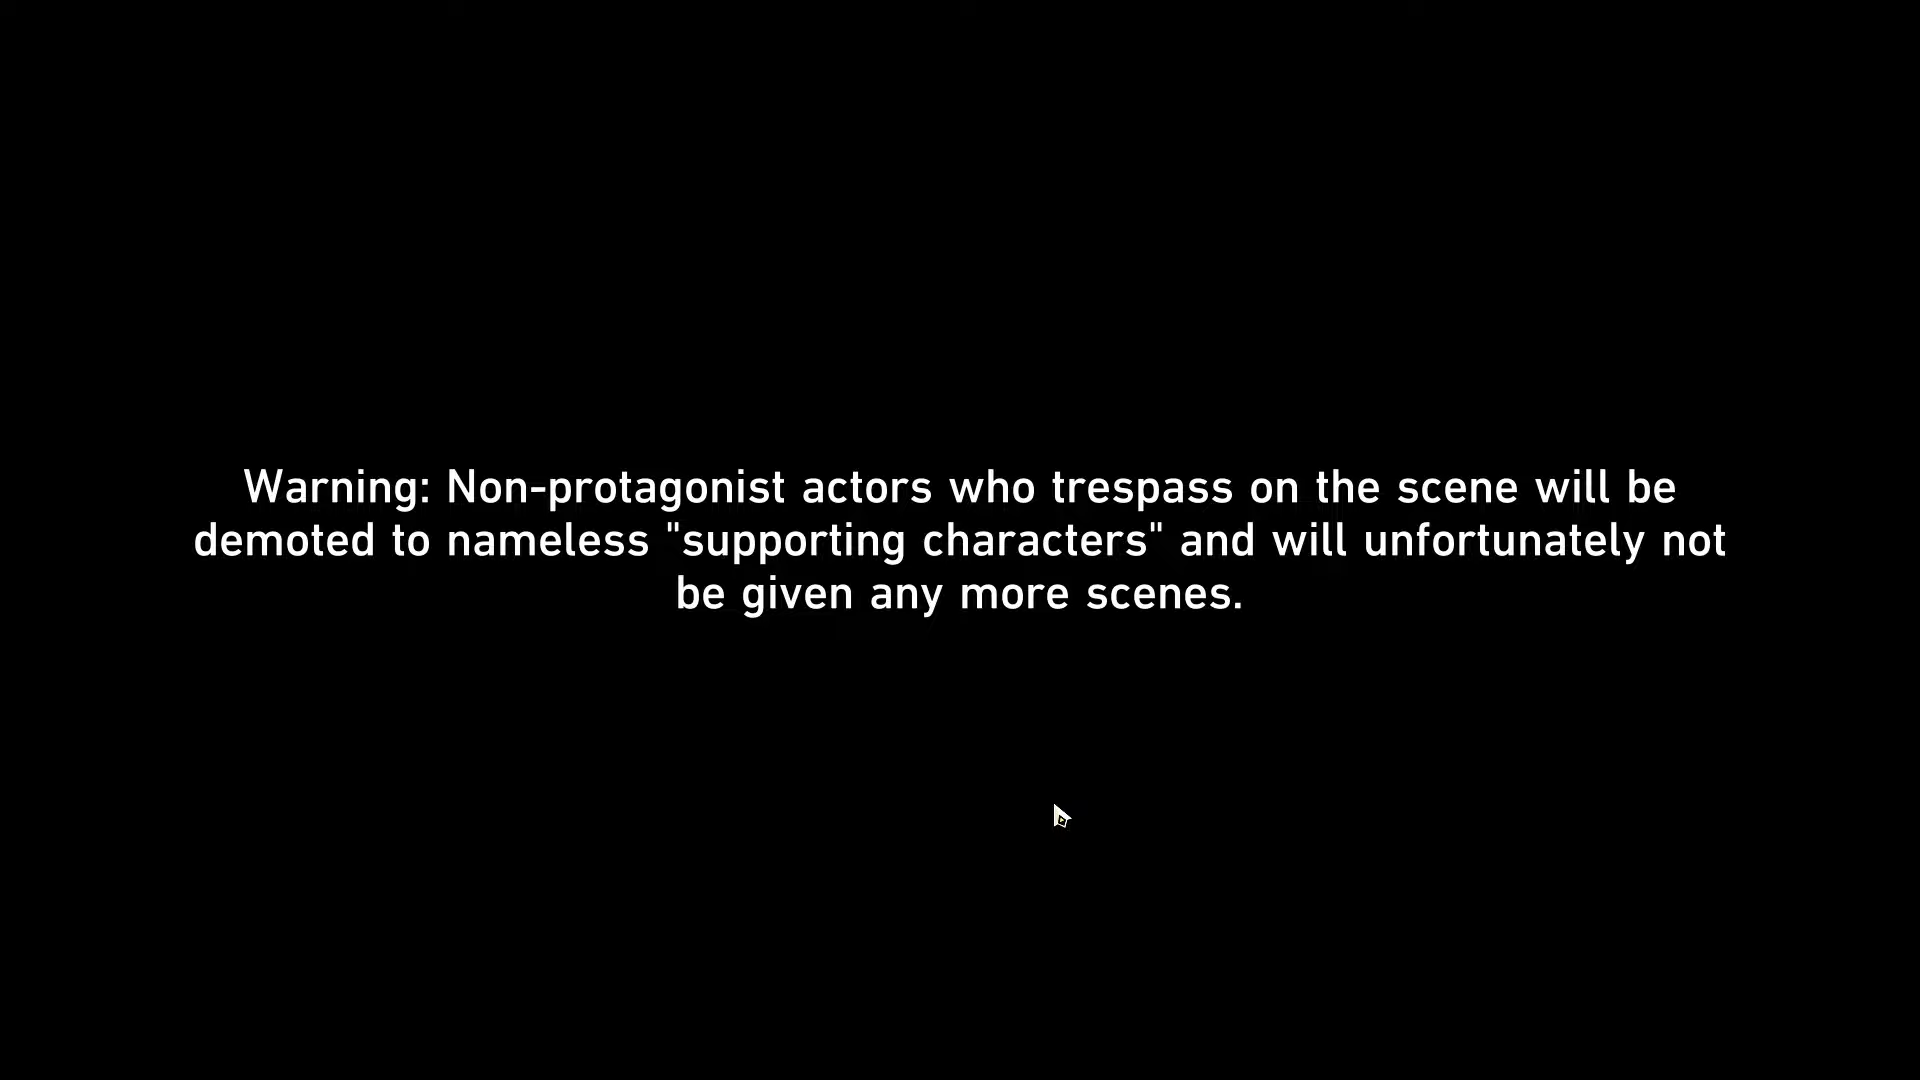 Warning: Non-protagonist actors who trespass on the scene will be
demoted to nameless "supporting characters" and will unfortunately not
be given any more scenes.